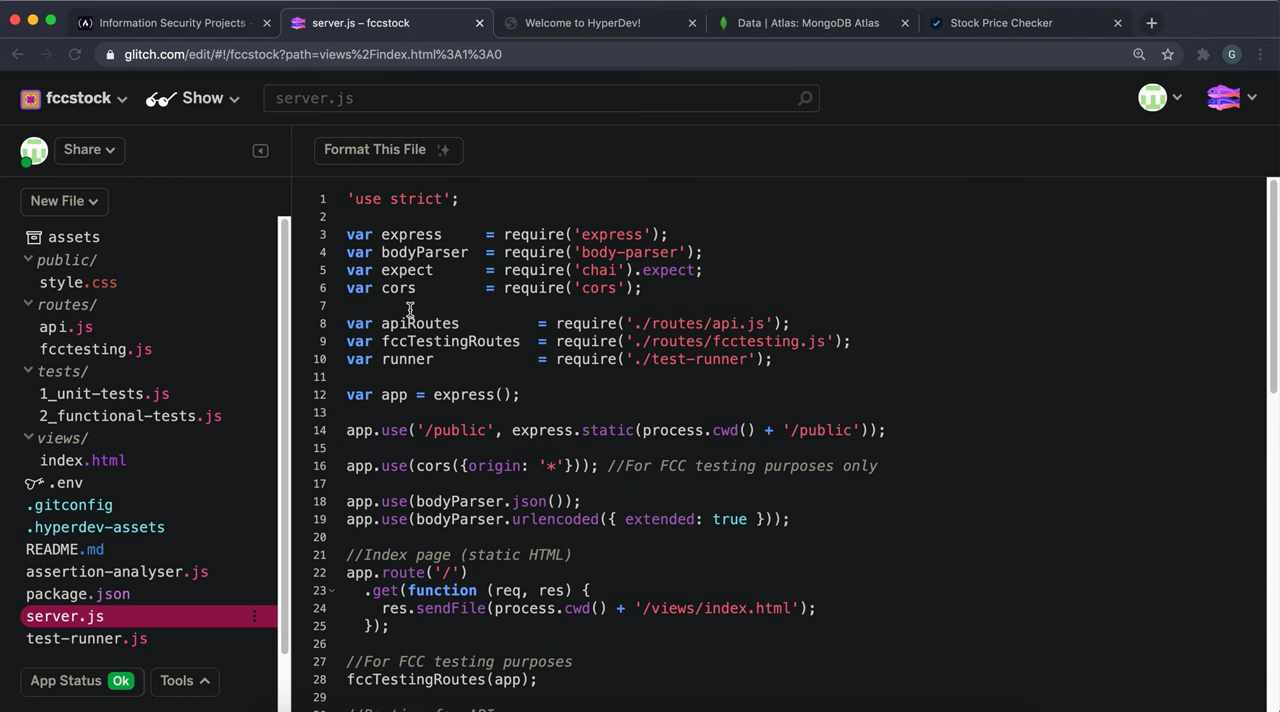 Information Security Projects
server.js – fccstock
Welcome to HyperDev!
Data | Atlas: MongoDB Atlas
Stock Price Checker
glitch.com/edit/#!/fccstock?path=views%2Findex.html%3A1%3A0
G
fccstock
Show
server.js
Share
Format This File
New File
assets
public/
style.css
routes/
api.js
fcctesting.js
tests/
1_unit-tests.js
2_functional-tests.js
views/
index.html
.env
.gitconfig
.hyperdev-assets
README.md
assertion-analyser.js
package.json
server.js
test-runner.js
App Status Ok
Tools
1 'use strict';
2
3 var express = require('express');
4 var bodyParser = require('body-parser');
5 var expect = require('chai').expect;
6 var cors = require('cors');
7
8 var apiRoutes = require('./routes/api.js');
9 var fccTestingRoutes = require('./routes/fcctesting.js');
10 var runner = require('./test-runner');
11
12 var app = express();
13
14 app.use('/public', express.static(process.cwd() + '/public'));
15
16 app.use(cors({origin: '*'})); //For FCC testing purposes only
17
18 app.use(bodyParser.json());
19 app.use(bodyParser.urlencoded({ extended: true }));
20
21 //Index page (static HTML)
22 app.route('/')
23 .get(function (req, res) {
24 res.sendFile(process.cwd() + '/views/index.html');
25 });
26
27 //For FCC testing purposes
28 fccTestingRoutes(app);
29